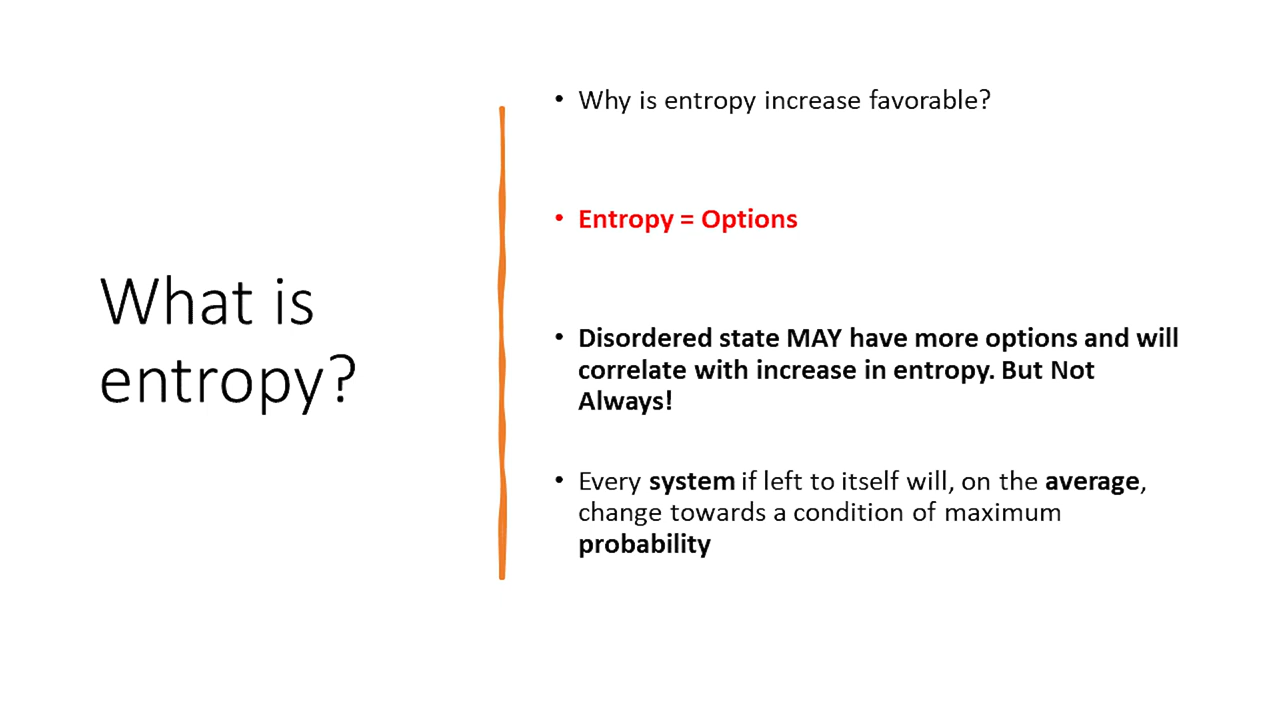 What is
entropy?
• Why is entropy increase favorable?
• Entropy = Options
• Disordered state MAY have more options and will
correlate with increase in entropy. But Not
Always!
• Every system if left to itself will, on the average,
change towards a condition of maximum
probability